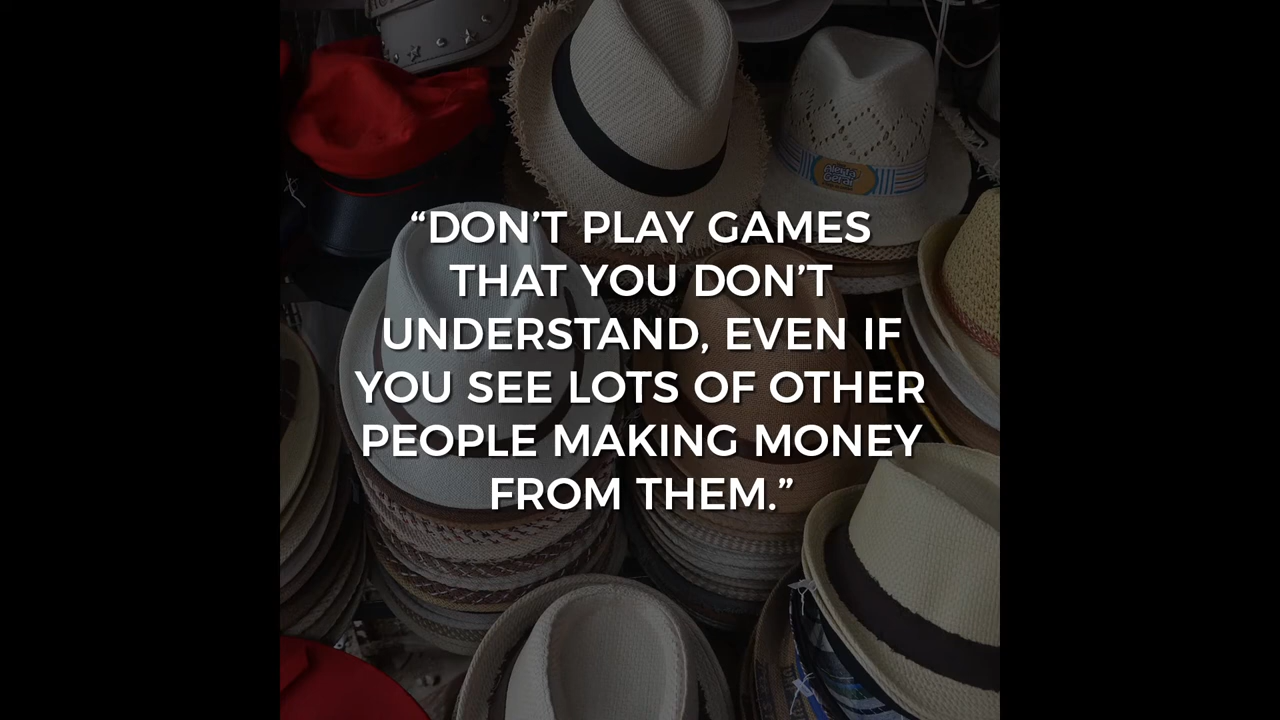 “DON’T PLAY GAMES
THAT YOU DON’T
UNDERSTAND, EVEN IF
YOU SEE LOTS OF OTHER
PEOPLE MAKING MONEY
FROM THEM.”